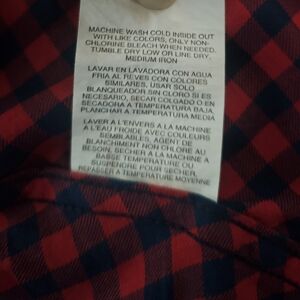 MACHINE WASH COLD INSIDE OUT
WITH LIKE COLORS, ONLY NON-
CHLORINE BLEACH WHEN NEEDED.
TUMBLE DRY LOW OR LINE DRY.
MEDIUM IRON
LAVAR EN LAVADORA CON AGUA
FRIA AL REVES CON COLORES
SIMILARES, USAR SOLO
BLANQUEADOR SIN CLORO SI ES
NECESARIO, SECAR COLGADO O EN
SECADORA A TEMPERATURA BAJA,
PLANCHAR A TEMPERATURA MEDIA
LAVER A L'ENVERS A LA MACHINE
A L'EAU FROIDE AVEC COULEURS
SEMBLABLES, AGENT DE
BLANCHIMENT NON CHLORE AU
BESOIN, SECHER A LA MACHINE A
BASSE TEMPERATURE OU
SUSPENDRE POUR SECHER,
REPASSER A TEMPERATURE MOYENNE